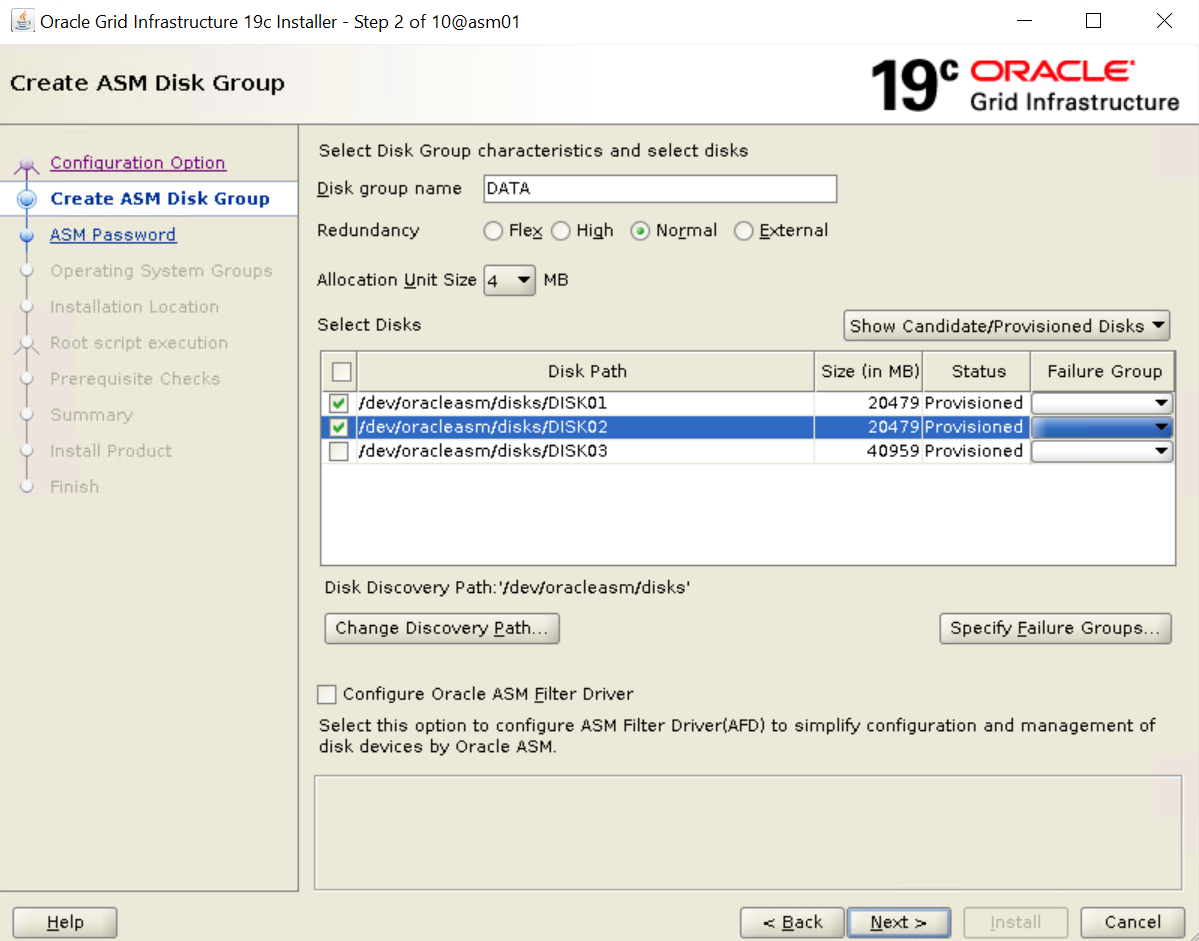 Oracle Grid Infrastructure 19c Installer - Step 2 of 10@asm01
Create ASM Disk Group
19c ORACLE
Grid Infrastructure
Configuration Option
Create ASM Disk Group
ASM Password
Operating System Groups
Installation Location
Root script execution
Prerequisite Checks
Summary
Install Product
Finish
Select Disk Group characteristics and select disks
Disk group name DATA
Redundancy Flex High Normal External
Allocation Unit Size 4 MB
Select Disks Show Candidate/Provisioned Disks
Disk Path Size (in MB) Status Failure Group
/dev/oracleasm/disks/DISK01 20479 Provisioned
/dev/oracleasm/disks/DISK02 20479 Provisioned
/dev/oracleasm/disks/DISK03 40959 Provisioned
Disk Discovery Path:'/dev/oracleasm/disks'
Change Discovery Path... Specify Failure Groups...
Configure Oracle ASM Filter Driver
Select this option to configure ASM Filter Driver(AFD) to simplify configuration and management of
disk devices by Oracle ASM.
Help < Back Next > Install Cancel